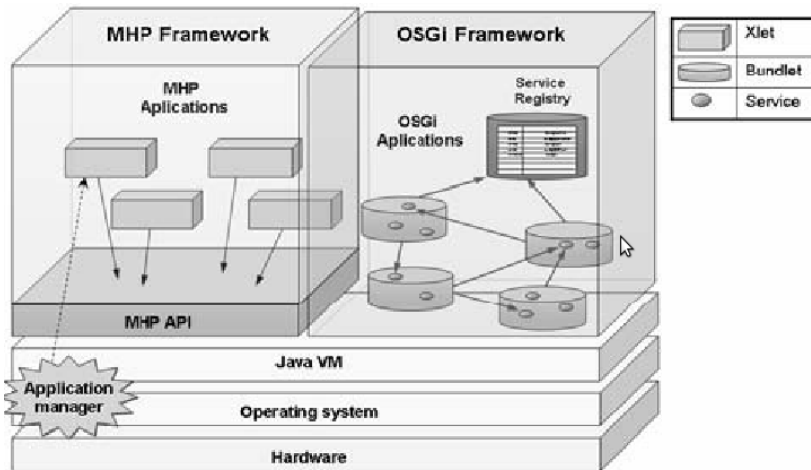 MHP Framework
OSGi Framework
MHP
Aplications
OSGi
Aplications
Service
Registry
MHP API
Java VM
Application
manager
Operating system
Hardware
Xlet
Bundlet
Service